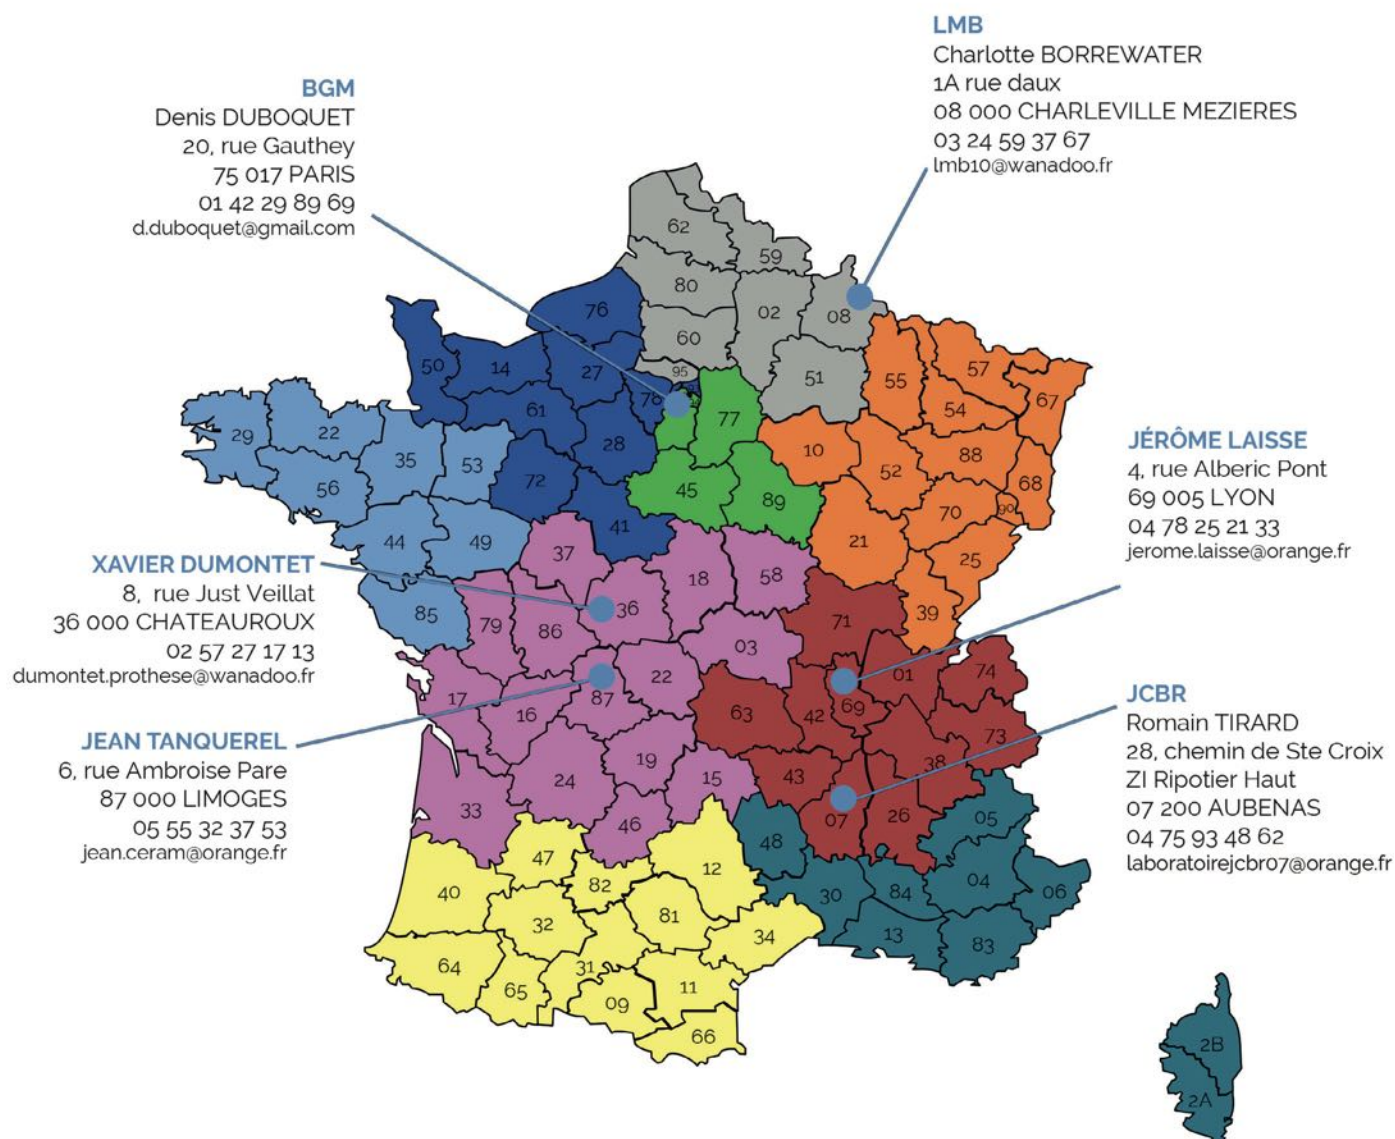 LMB
Charlotte BORREWATER
1A rue daux
08 000 CHARLEVILLE MEZIERES
03 24 59 37 67
lmb10@wanadoo.fr
BGM
Denis DUBOQUET
20, rue Gauthey
75 017 PARIS
01 42 29 89 69
d.duboquet@gmail.com
JÉRÔME LAISSE
4, rue Alberic Pont
69 005 LYON
04 78 25 21 33
jerome.laisse@orange.fr
XAVIER DUMONTET
8, rue Just Veillat
36 000 CHATEAUROUX
02 57 27 17 13
dumontet.prothese@wanadoo.fr
JEAN TANQUEREL
6, rue Ambroise Pare
87 000 LIMOGES
05 55 32 37 53
jean.ceram@orange.fr
JCBR
Romain TIRARD
28, chemin de Ste Croix
ZI Ripotier Haut
07 200 AUBENAS
04 75 93 48 62
laboratoirejcbr07@orange.fr
62
59
80
02
08
76
60
50
14
27
95
51
55
57
67
78
77
54
61
29
22
35
53
28
10
52
88
68
56
72
45
89
70
90
41
21
44
49
37
25
18
58
36
85
79
86
71
39
03
22
01
74
17
16
87
63
42
69
73
19
38
24
43
15
33
46
07
26
05
48
47
12
82
40
30
84
04
06
32
81
34
13
83
64
31
65
09
11
66
2B
2A